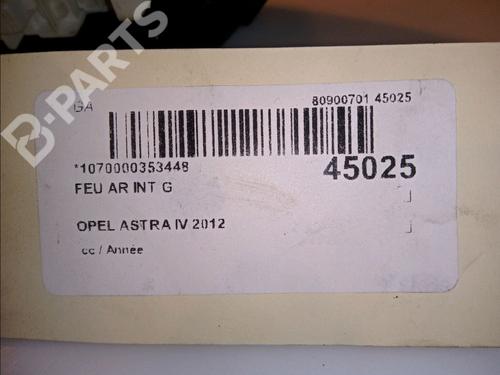 B-PARTS
GA
80900701 45025
*1070000353448
45025
FEU AR INT G
OPEL ASTRA IV 2012
cc / Année